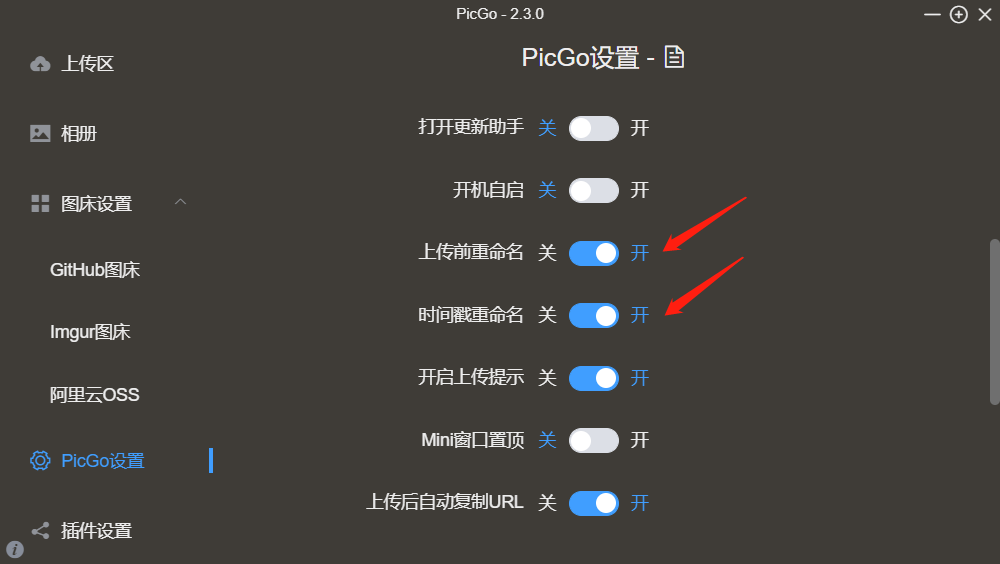 PicGo - 2.3.0
上传区
相册
图床设置
GitHub图床
Imgur图床
阿里云OSS
PicGo设置
插件设置
PicGo设置 -
打开更新助手 关 开
开机自启 关 开
上传前重命名 关 开
时间戳重命名 关 开
开启上传提示 关 开
Mini窗口置顶 关 开
上传后自动复制URL 关 开